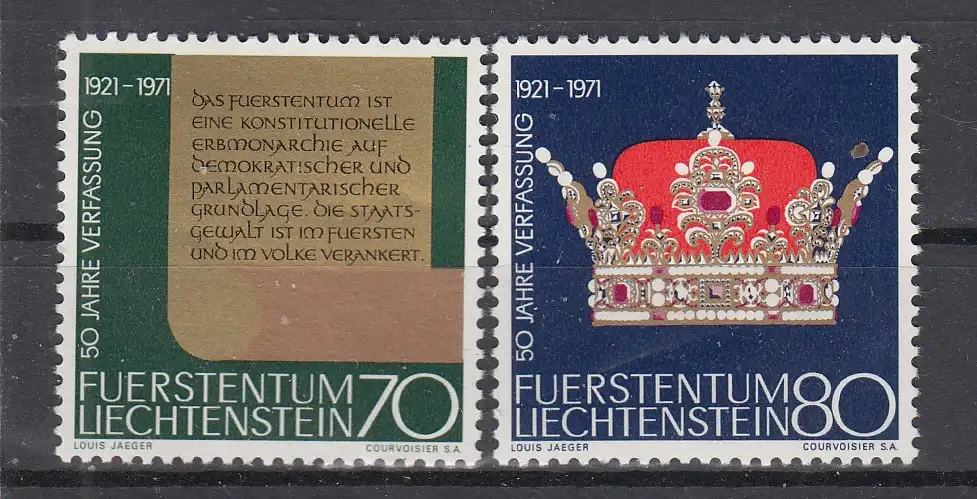 1921-1971
50 JAHRE VERFASSUNG
DAS FUERSTENTUM IST
EINE KONSTITUTIONELLE
ERBMONARCHIE AUF
DEMOKRATISCHER UND
PARLAMENTARISCHER
GRUNDLAGE. DIE STAATS-
GEWALT IST IM FUERSTEN
UND IM VOLKE VERANKERT.
FUERSTENTUM
LIECHTENSTEIN 70
LOUIS JAEGER COURVOISIER S.A.
1921-1971
50 JAHRE VERFASSUNG
FUERSTENTUM
LIECHTENSTEIN 80
LOUIS JAEGER COURVOISIER S.A.